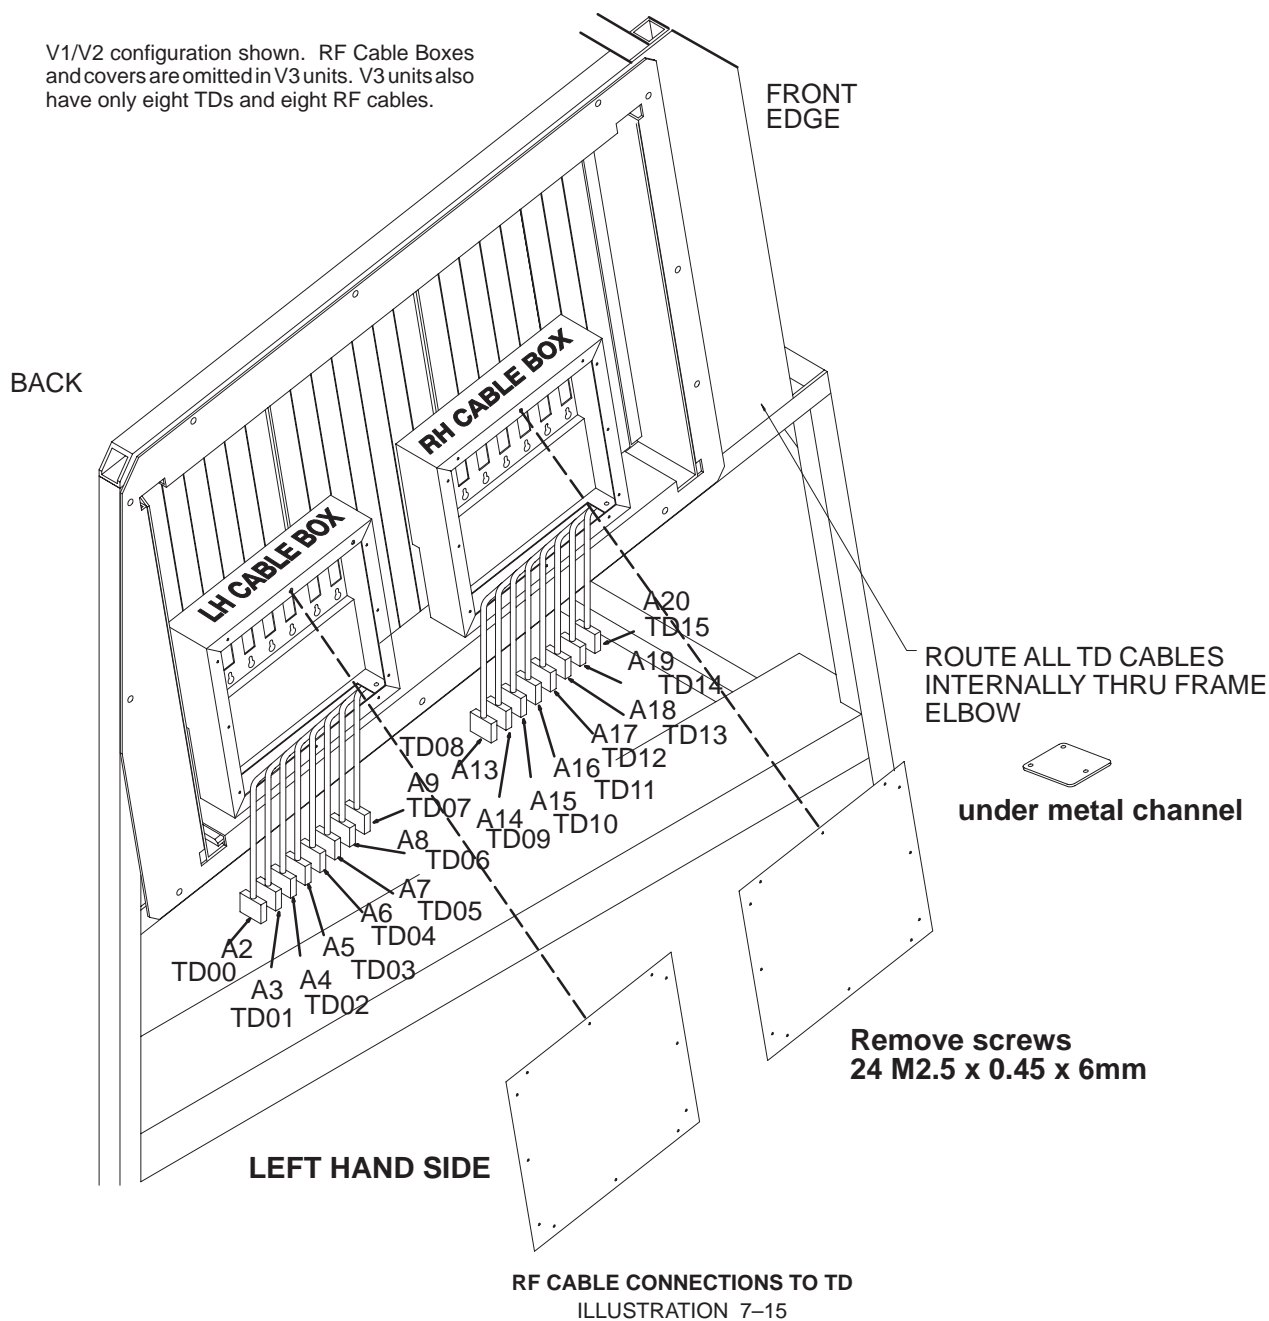 V1/V2 configuration shown. RF Cable Boxes
and covers are omitted in V3 units. V3 units also
have only eight TDs and eight RF cables.
FRONT
EDGE
BACK
RH CABLE BOX
LH CABLE BOX
A20
TD15
A19
TD14
A18
TD13
A17
TD12
A16
TD11
A15
TD10
A14
TD09
TD08
A13
A9
TD07
A8
TD06
A7
TD05
A6
TD04
A5
TD03
A4
TD02
A3
TD01
A2
TD00
ROUTE ALL TD CABLES
INTERNALLY THRU FRAME
ELBOW
under metal channel
Remove screws
24 M2.5 x 0.45 x 6mm
LEFT HAND SIDE
RF CABLE CONNECTIONS TO TD
ILLUSTRATION 7–15